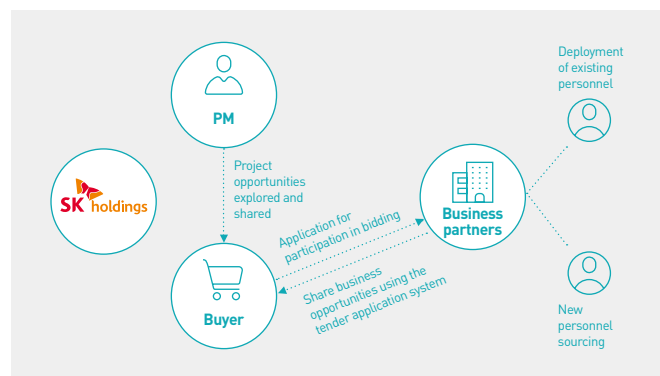 PM
SK holdings
Project
opportunities
explored and
shared
Buyer
Application for
participation in bidding
Share business
opportunities using the
tender application system
Business
partners
Deployment
of existing
personnel
New
personnel
sourcing